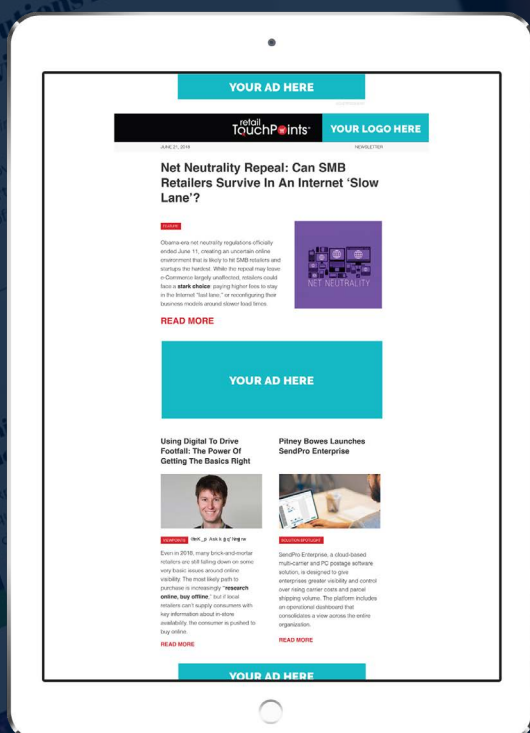 YOUR AD HERE
retail
TouchPoints
YOUR LOGO HERE
JUNE 21, 2018
NEWSLETTER
Net Neutrality Repeal: Can SMB
Retailers Survive In An Internet ‘Slow
Lane’?
Obama-era net neutrality regulations officially
ended June 11, creating an uncertain online
environment that is likely to hit SMB retailers and
startups the hardest. While the repeal may leave
e-Commerce largely unaffected, retailers could
face a stark choice: paying higher fees to stay
in the Internet "fast lane," or reconfiguring their
business models around slower load times.
NET NEUTRALITY
READ MORE
YOUR AD HERE
Using Digital To Drive
Footfall: The Power Of
Getting The Basics Right
VIEWPOINTS
Even in 2018, many brick-and-mortar
retailers are still falling down on some
very basic issues around online
visibility. The most likely path to
purchase is increasingly "research
online, buy offline," but if local
retailers can't supply consumers with
key information about in-store
availability, the consumer is pushed to
buy online.
READ MORE
Pitney Bowes Launches
SendPro Enterprise
SOLUTION SPOTLIGHT
SendPro Enterprise, a cloud-based
multi-carrier and PC postage software
solution, is designed to give
enterprises greater visibility and control
over rising carrier costs and parcel
shipping volume. The platform includes
an operational dashboard that
consolidates a view across the entire
organization.
READ MORE
YOUR AD HERE